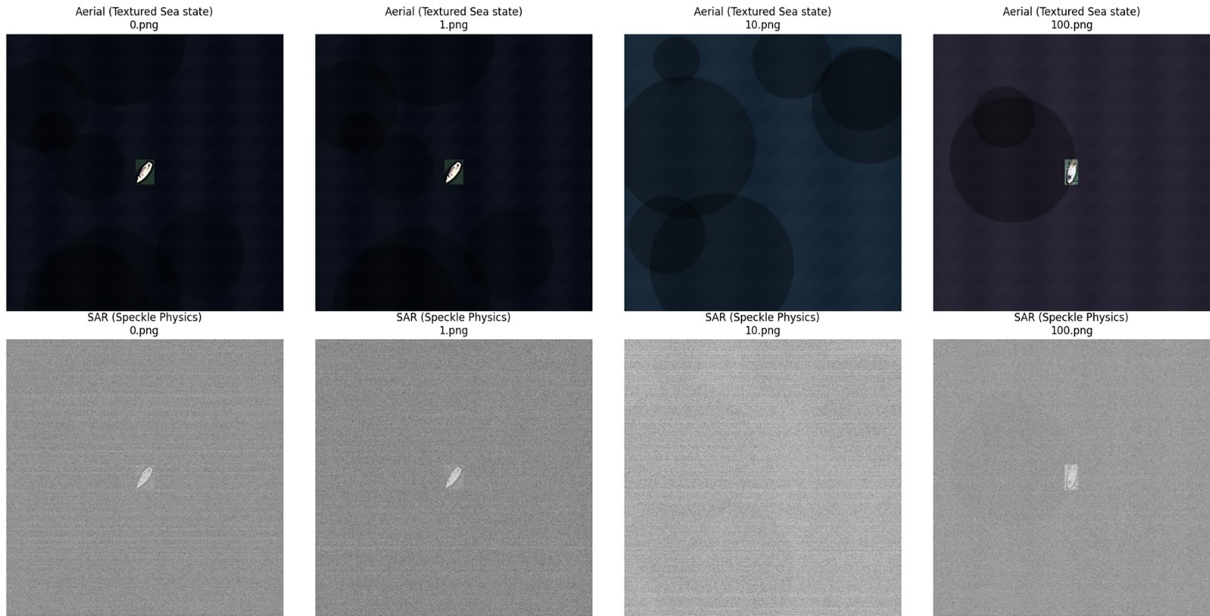 Aerial (Textured Sea state)
0.png
Aerial (Textured Sea state)
1.png
Aerial (Textured Sea state)
10.png
Aerial (Textured Sea state)
100.png
SAR (Speckle Physics)
0.png
SAR (Speckle Physics)
1.png
SAR (Speckle Physics)
10.png
SAR (Speckle Physics)
100.png